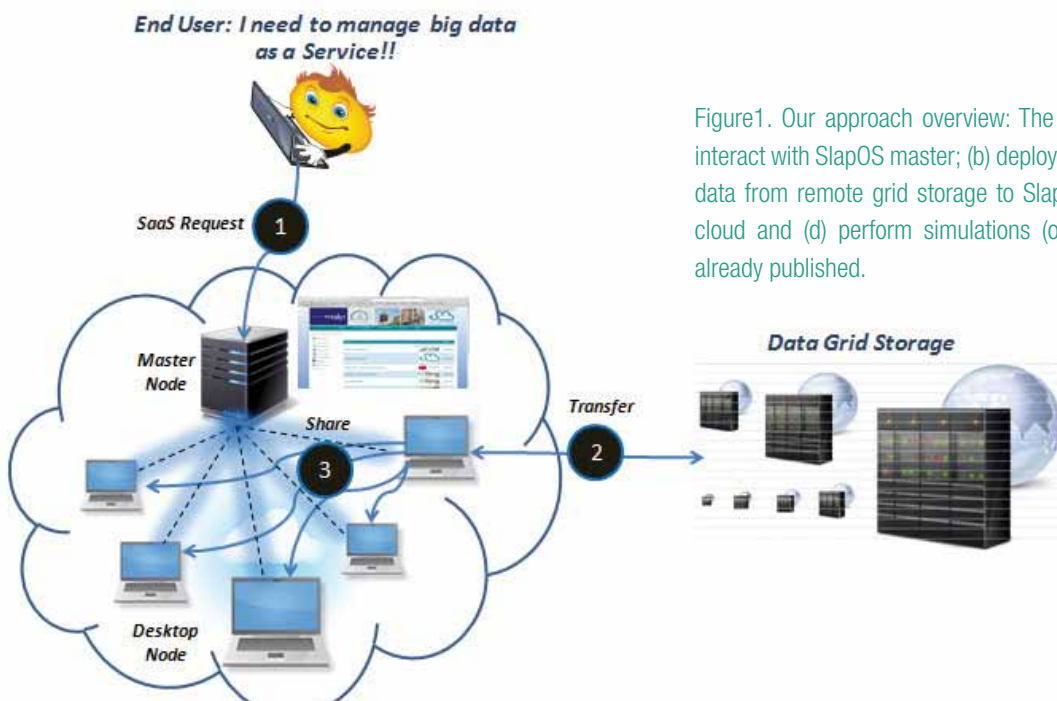 End User: I need to manage big data
as a Service!!
Figure1. Our approach overview: The
interact with SlapOS master; (b) deploy
data from remote grid storage to Slap
cloud and (d) perform simulations (o
already published.
SaaS Request
1
Master
Node
Share
3
Transfer
2
Data Grid Storage
Desktop
Node